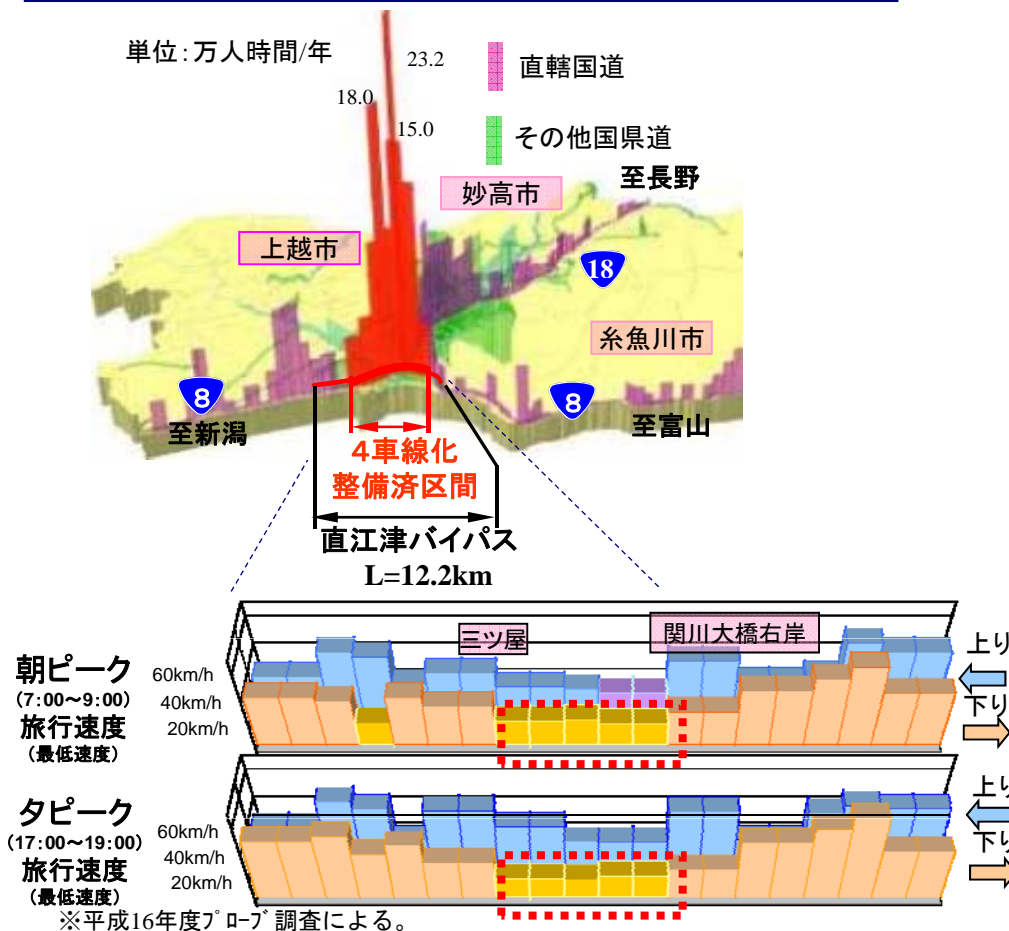 単位：万人時間/年
23.2
18.0
15.0
直轄国道
その他国県道
至長野
妙高市
上越市
18
糸魚川市
8
8
至新潟
至富山
4車線化
整備済区間
直江津バイパス
L=12.2km
三ツ屋
関川大橋右岸
朝ピーク
(7:00～9:00)
旅行速度
(最低速度)
60km/h
40km/h
20km/h
上り
下り
夕ピーク
(17:00～19:00)
旅行速度
(最低速度)
60km/h
40km/h
20km/h
上り
下り
※平成16年度プローブ調査による。